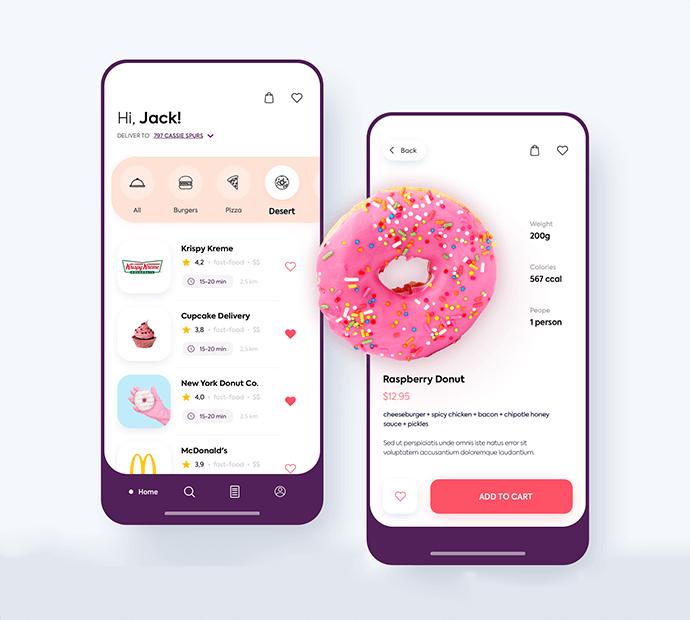 Hi, Jack!
DELIVER TO 797 CASSIE SPURS
All Burgers Pizza Desert
Krispy Kreme
4,2 • fast-food • $$
15-20 min 2,5 km
Krispy Kreme
DOUGHNUTS
Cupcake Delivery
3,8 • fast-food • $$
15-20 min 2,5 km
New York Donut Co.
4,0 • fast-food • $$
15-20 min 2,5 km
McDonald's
3,9 • fast-food • $$
Home
Back
Weight
200g
Calories
567 ccal
Peope
1 person
Raspberry Donut
$12.95
cheeseburger + spicy chicken + bacon + chipotle honey
sauce + pickles
Sed ut perspiciatis unde omnis iste natus error sit
voluptatem accusantium doloremque laudantium.
ADD TO CART